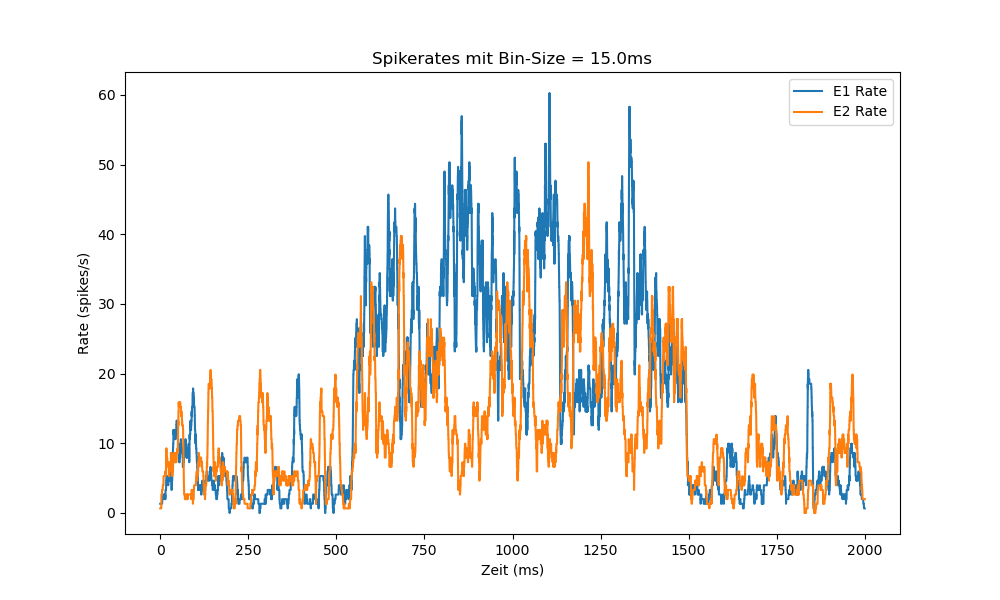 Spikerates mit Bin-Size = 15.0ms
E1 Rate
E2 Rate
60
50
40
30
20
10
0
Rate (spikes/s)
0 250 500 750 1000 1250 1500 1750 2000
Zeit (ms)